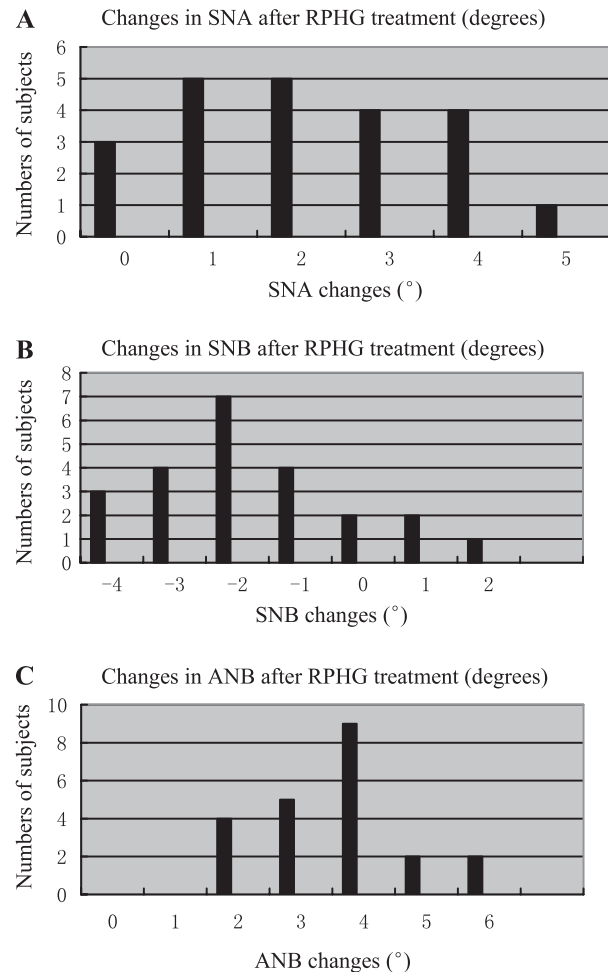 A Changes in SNA after RPHG treatment (degrees)
Numbers of subjects
6
5
4
3
2
1
0
0 1 2 3 4 5
SNA changes (°)
B Changes in SNB after RPHG treatment (degrees)
Numbers of subjects
8
7
6
5
4
3
2
1
0
-4 -3 -2 -1 0 1 2
SNB changes (°)
C Changes in ANB after RPHG treatment (degrees)
Numbers of subjects
10
8
6
4
2
0
0 1 2 3 4 5 6
ANB changes (°)